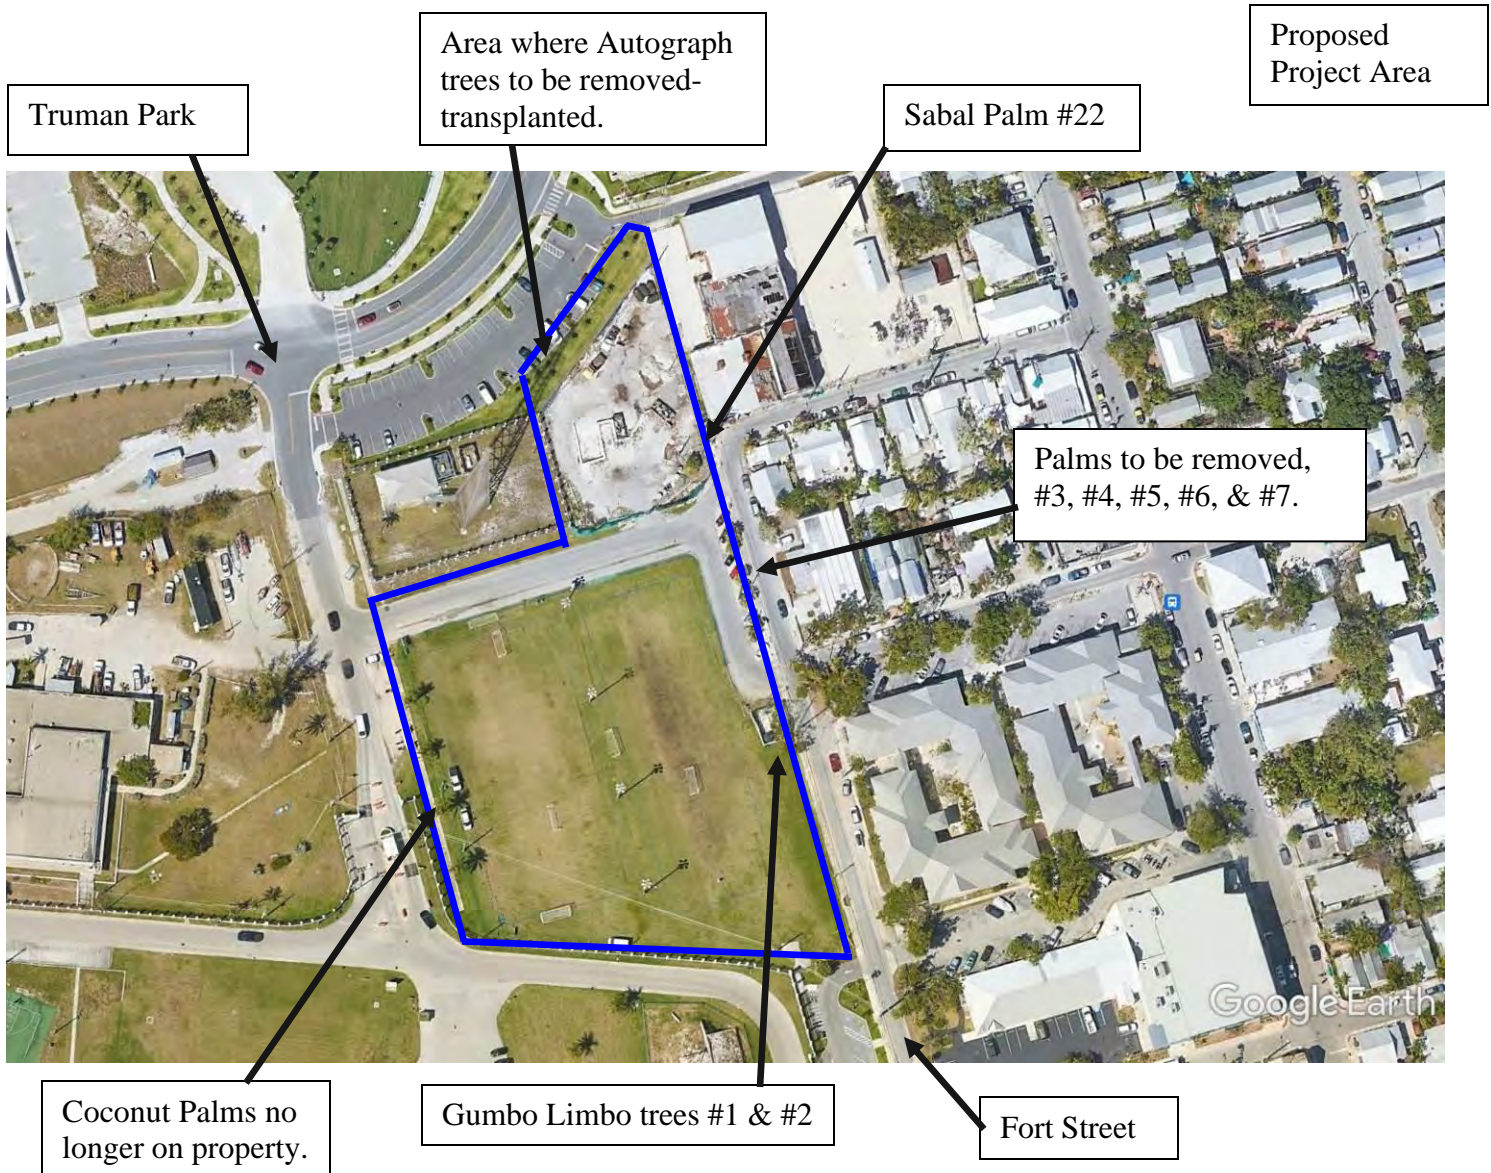 Proposed
Project Area
Area where Autograph
trees to be removed-
transplanted.
Truman Park
Sabal Palm #22
Palms to be removed,
#3, #4, #5, #6, & #7.
Google Earth
Coconut Palms no
longer on property.
Gumbo Limbo trees #1 & #2
Fort Street